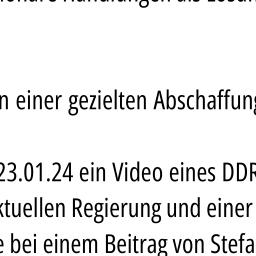 n einer gezielten Abschaffung
23.01.24 ein Video eines DDR
ktuellen Regierung und einer
e bei einem Beitrag von Stefa